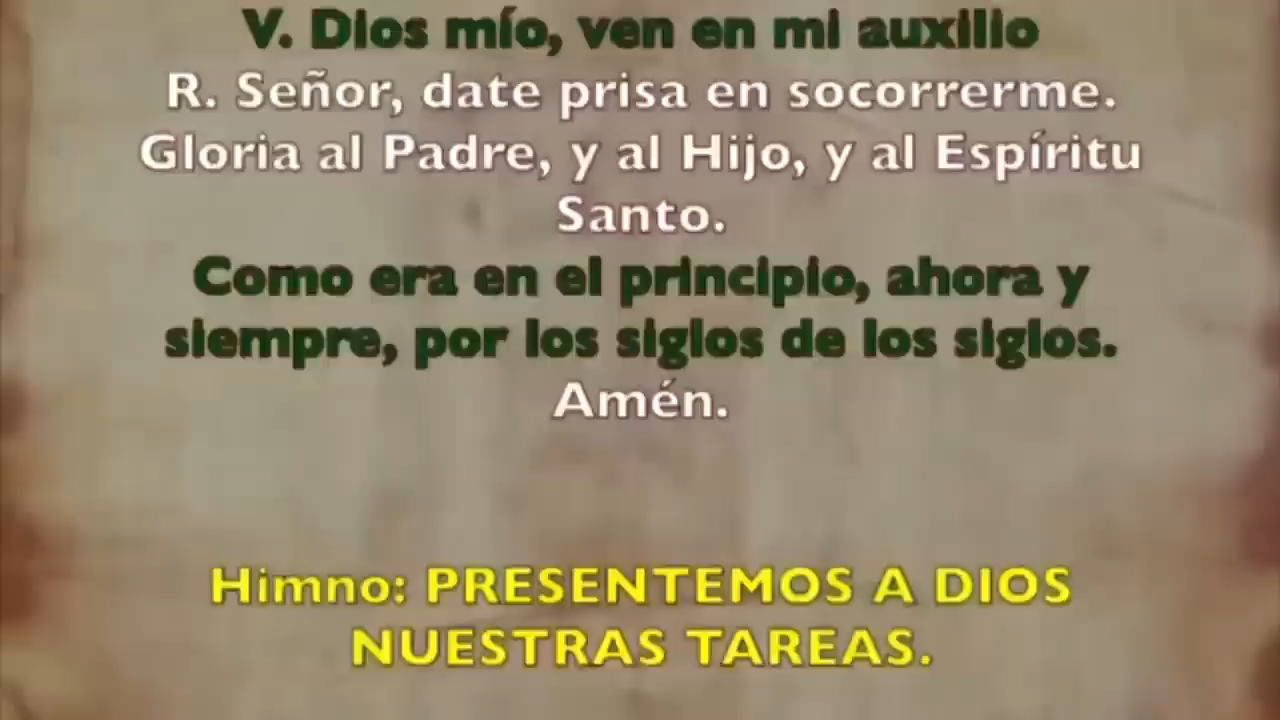 V. Dios mío, ven en mi auxilio
R. Señor, date prisa en socorrerme.
Gloria al Padre, y al Hijo, y al Espíritu
Santo.
Como era en el principio, ahora y
siempre, por los siglos de los siglos.
Amén.
Himno: PRESENTEMOS A DIOS
NUESTRAS TAREAS.